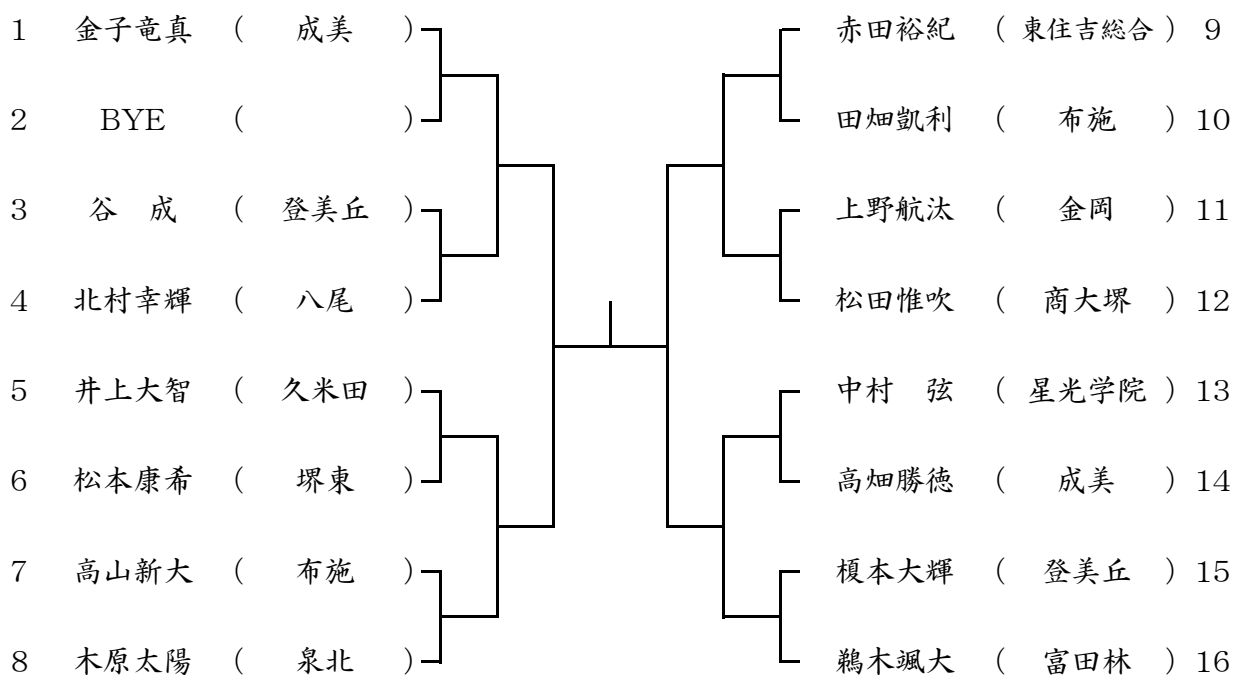 1 金子竜真 ( 成美 )
2 BYE ( )
3 谷 成 ( 登美丘 )
4 北村幸輝 ( 八尾 )
5 井上大智 ( 久米田 )
6 松本康希 ( 堺東 )
7 高山新大 ( 布施 )
8 木原太陽 ( 泉北 )
赤田裕紀 ( 東住吉総合 ) 9
田畑凱利 ( 布施 ) 10
上野航汰 ( 金岡 ) 11
松田惟吹 ( 商大堺 ) 12
中村 弦 ( 星光学院 ) 13
高畑勝徳 ( 成美 ) 14
榎本大輝 ( 登美丘 ) 15
鵜木颯大 ( 富田林 ) 16